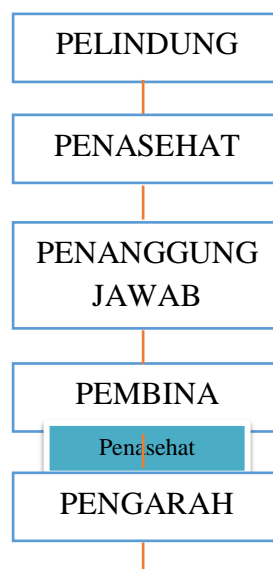 PELINDUNG
PENASEHAT
PENANGGUNG
JAWAB
PEMBINA
Penasehat
PENGARAH